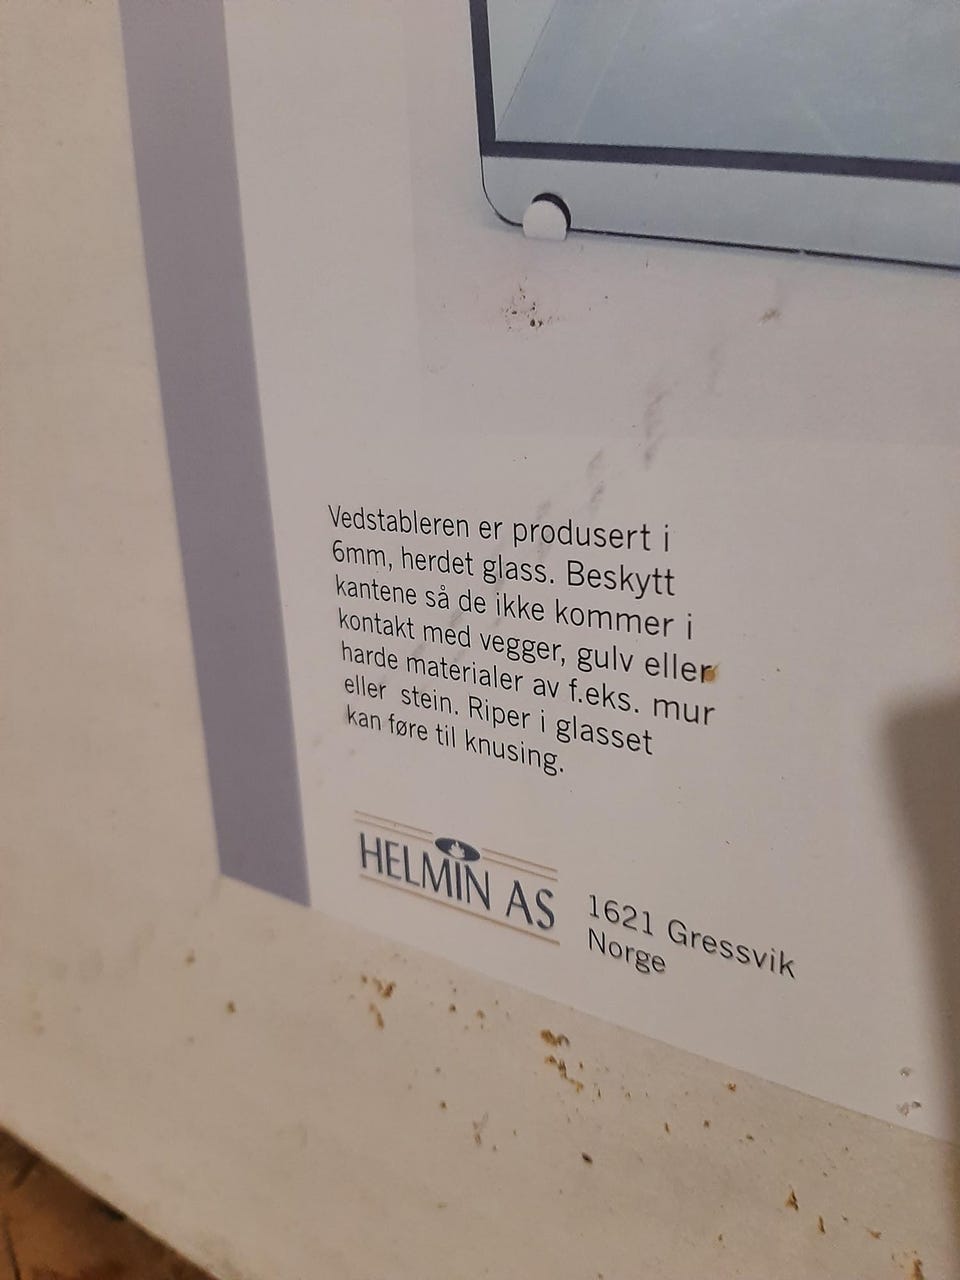 Vedstableren er produsert i
6mm, herdet glass. Beskytt
kantene så de ikke kommer i
kontakt med vegger, gulv eller
harde materialer av f.eks. mur
eller stein. Riper i glasset
kan føre til knusing.
HELMIN AS
1621 Gressvik
Norge